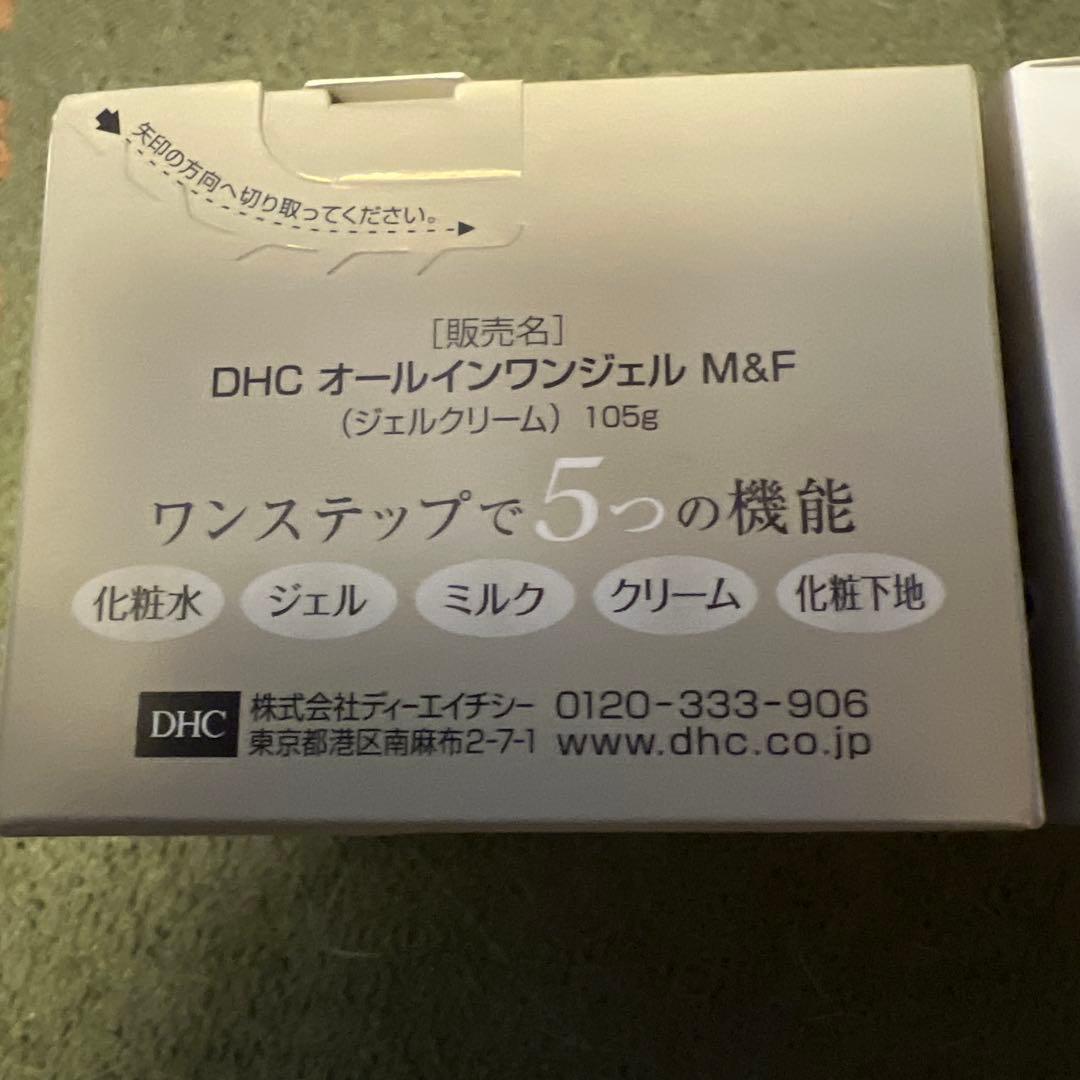 矢印の方向へ切り取ってください。
[販売名]
DHC オールインワンジェル M&F
（ジェルクリーム） 105g
ワンステップで5つの機能
化粧水 ジェル ミルク クリーム 化粧下地
DHC 株式会社ディーエイチシー 0120-333-906
東京都港区南麻布2-7-1 www.dhc.co.jp